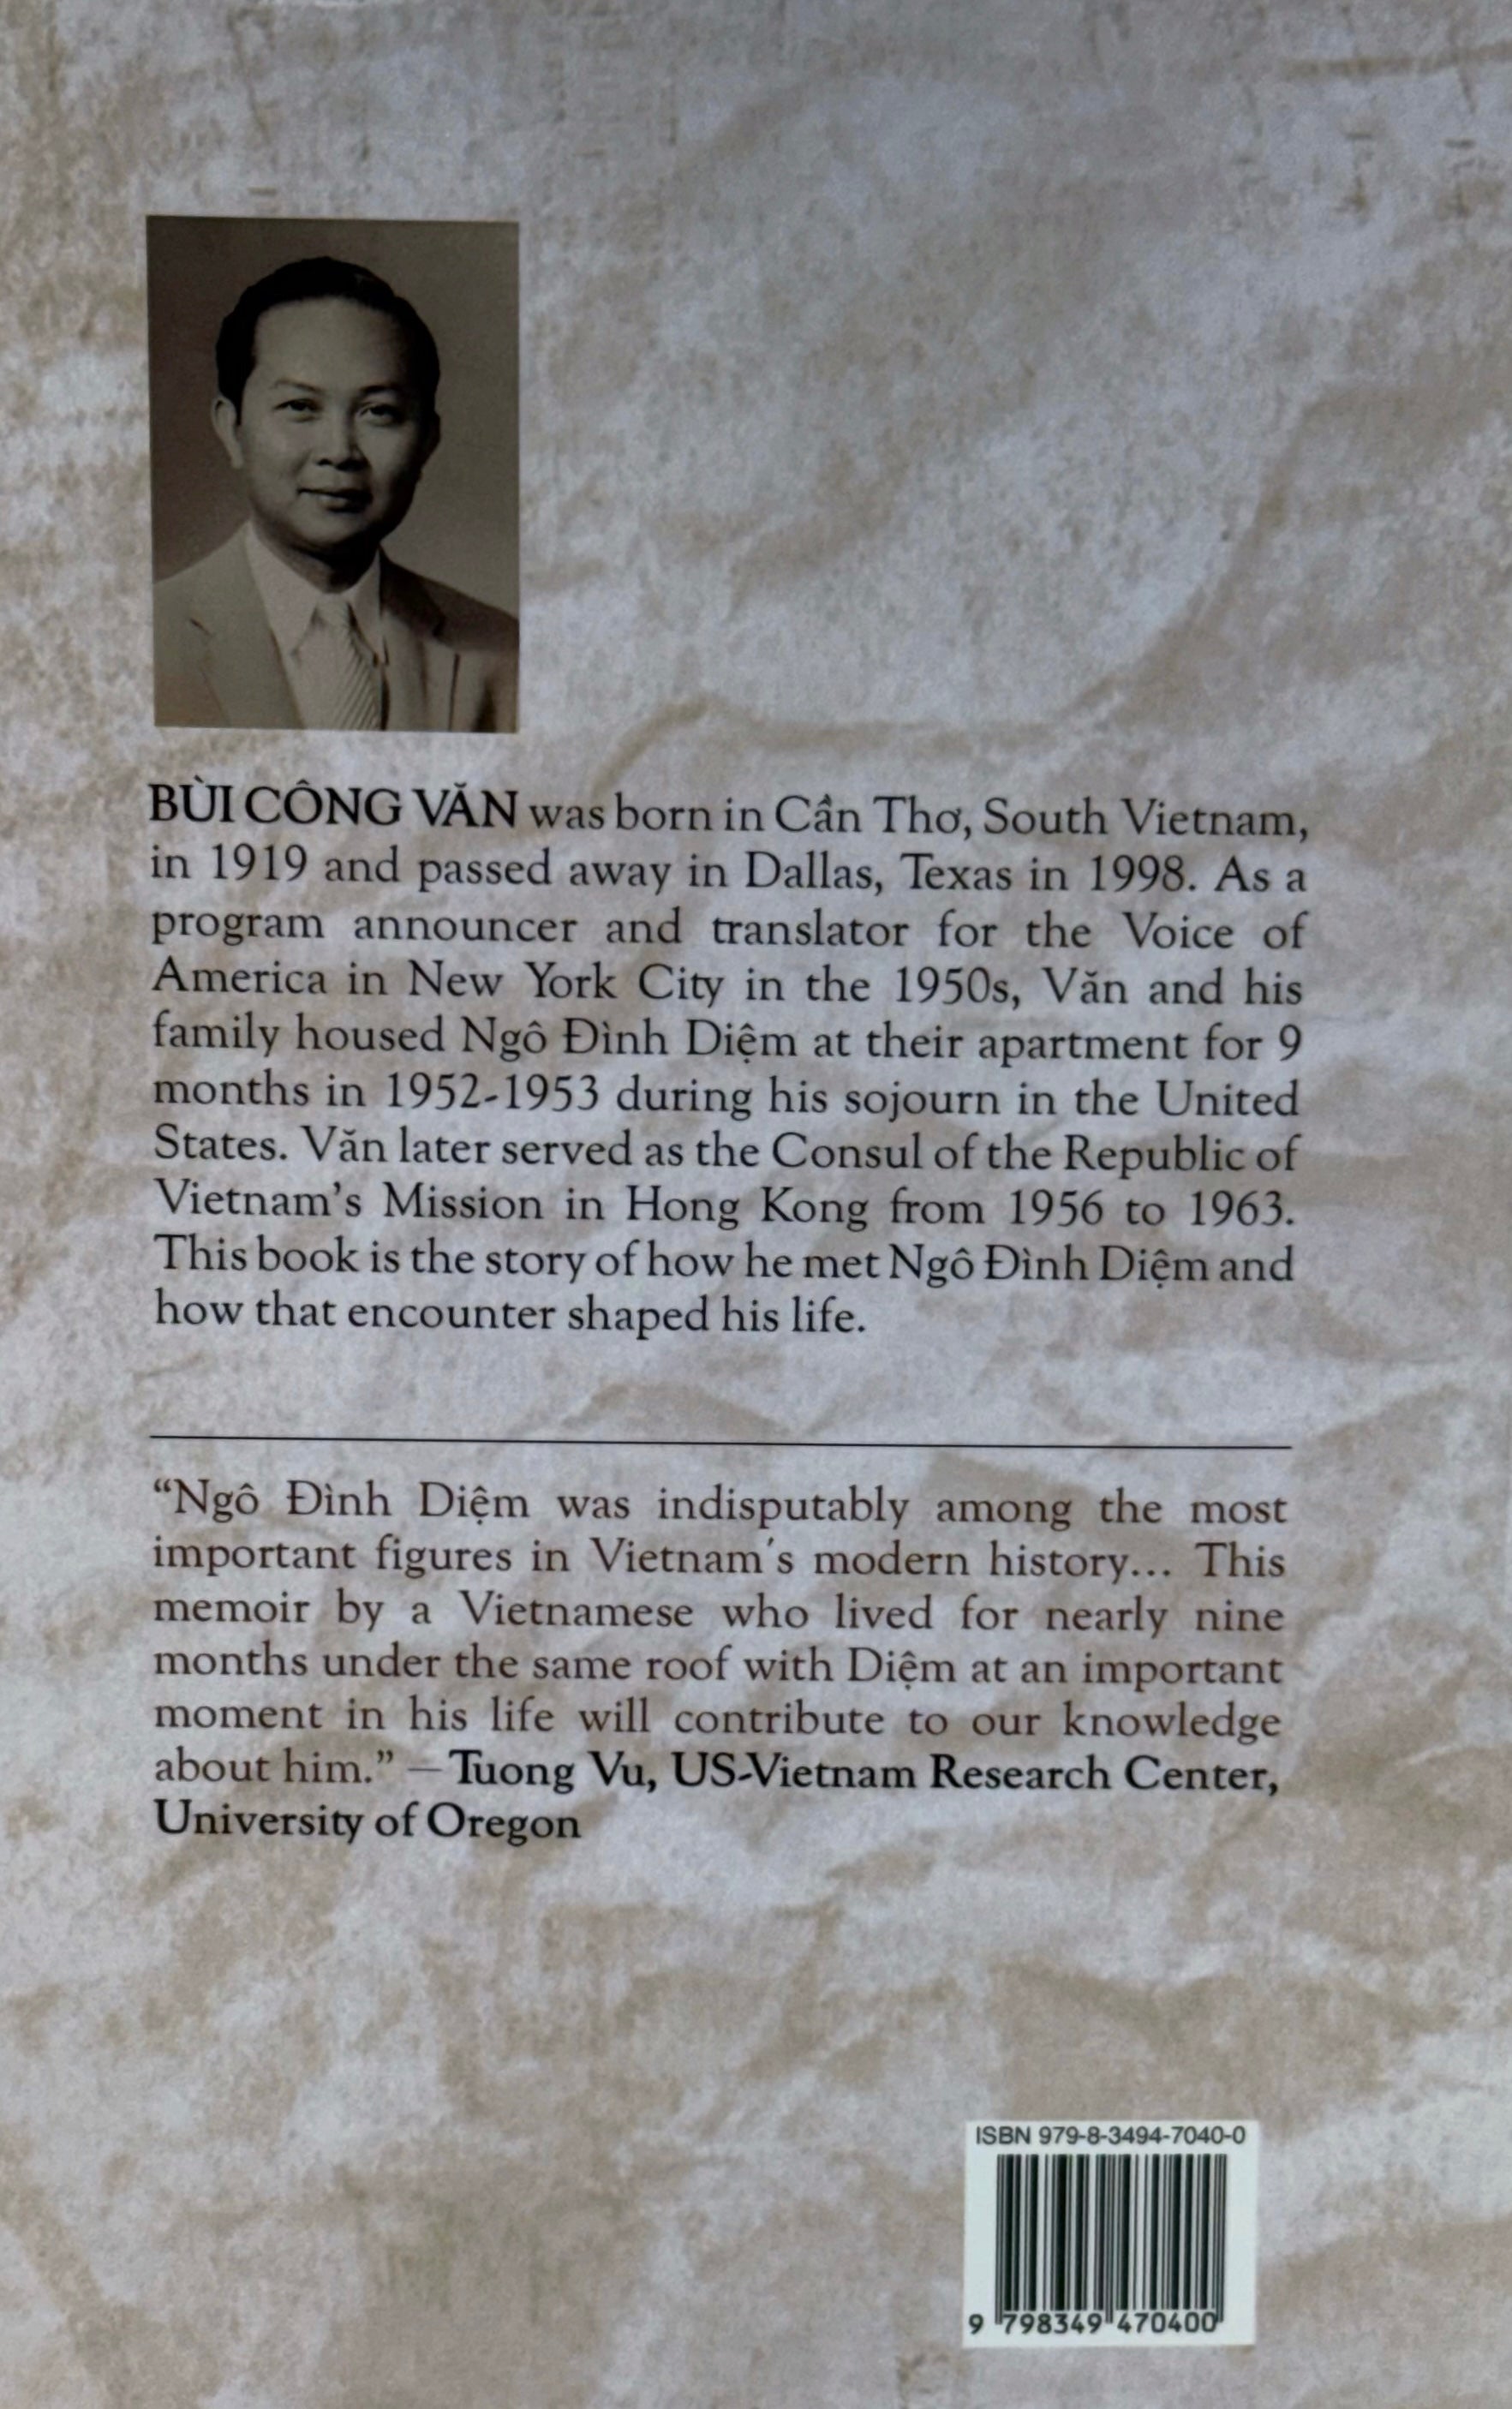 BÙI CÔNG VĂN was born in Cần Thơ, South Vietnam,
in 1919 and passed away in Dallas, Texas in 1998. As a
program announcer and translator for the Voice of
America in New York City in the 1950s, Văn and his
family housed Ngô Đình Diệm at their apartment for 9
months in 1952-1953 during his sojourn in the United
States. Văn later served as the Consul of the Republic of
Vietnam's Mission in Hong Kong from 1956 to 1963.
This book is the story of how he met Ngô Đình Diệm and
how that encounter shaped his life.
“Ngô Đình Diệm was indisputably among the most
important figures in Vietnam's modern history... This
memoir by a Vietnamese who lived for nearly nine
months under the same roof with Diệm at an important
moment in his life will contribute to our knowledge
about him.” — Tuong Vu, US-Vietnam Research Center,
University of Oregon
ISBN 979-8-3494-7040-0
9 798349 470400